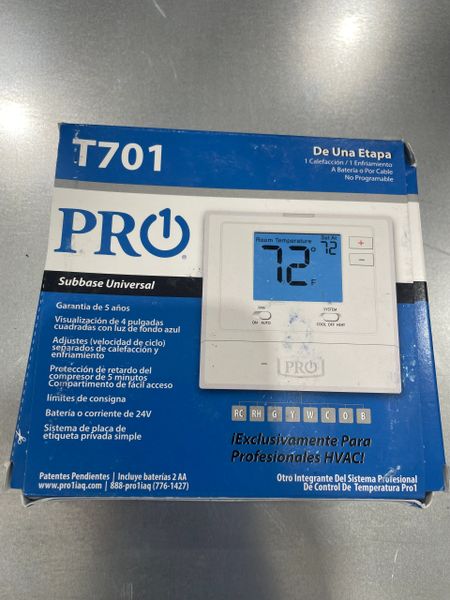 T701
De Una Etapa
1 Calefacción / 1 Enfriamiento
A Batería o Por Cable
No Programable
PRO1®
Subbase Universal
Garantia de 5 años
Visualización de 4 pulgadas
cuadradas con luz de fondo azul
Adjustes (velocidad de ciclo)
separados de calefacción y
enfriamiento
Protección de retardo del
compresor de 5 minutos
Compartimento de fácil acceso
límites de consigna
Batería o corriente de 24V
Sistema de placa de
etiqueta privada simple
Room Temperature
Set At
72
72°
F
+
−
FAN
ON AUTO
SYSTEM
COOL OFF HEAT
PRO1
RC RH G Y W C O B
¡Exclusivamente Para
Profesionales HVAC!
Patentes Pendientes | Incluye baterías 2 AA
www.pro1iaq.com | 888-pro1iaq (776-1427)
Otro Integrante Del Sistema Profesional
De Control De Temperatura Pro1